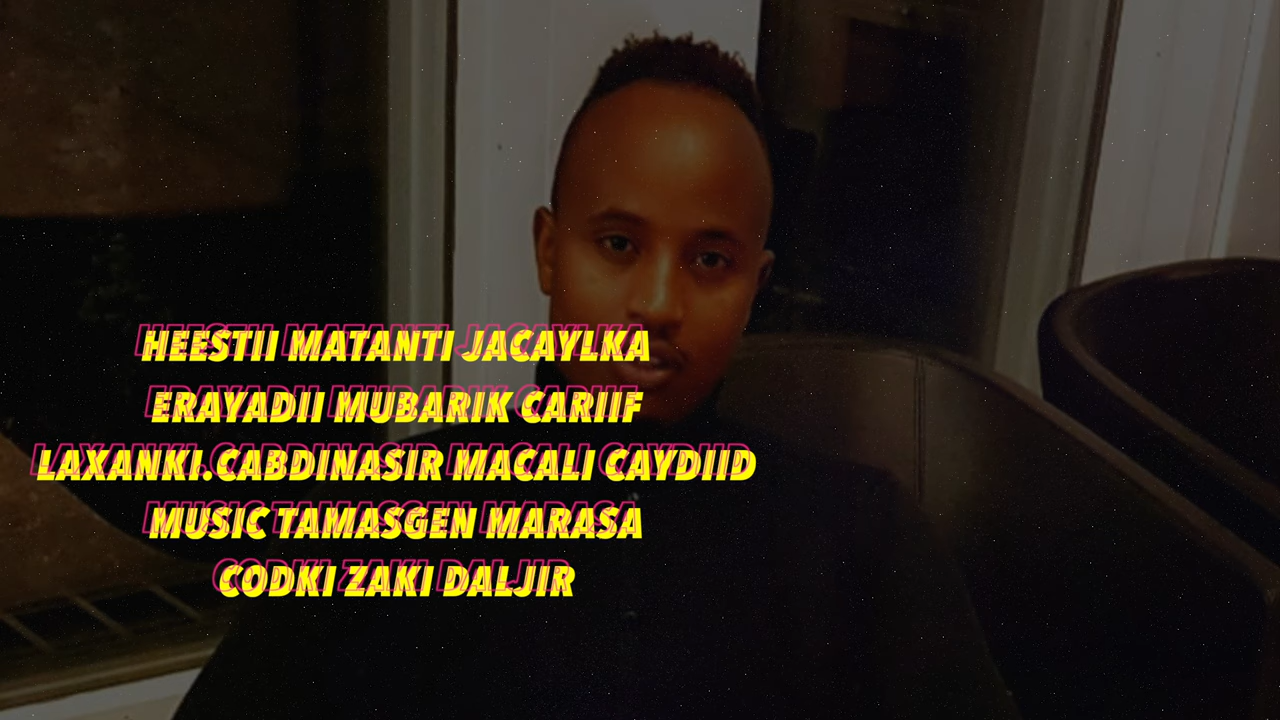 HEESTII MATANTI JACAYLKA
ERAYADII MUBARIK CARIIF
LAXANKI.CABDINASIR MACALI CAYDIID
MUSIC TAMASGEN MARASA
CODKI ZAKI DALJIR